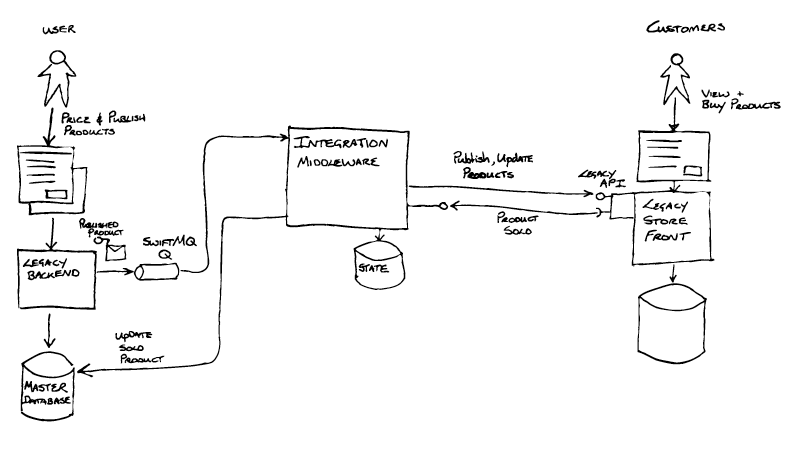 USER
PRICE & PUBLISH
PRODUCTS
PUBLISHED
PRODUCT
LEGACY
BACKEND
SWIFTMQ
Q
MASTER
DATABASE
UPDATE
SOLD
PRODUCT
INTEGRATION
MIDDLEWARE
STATE
PUBLISH, UPDATE
PRODUCTS
PRODUCT
SOLD
CUSTOMERS
VIEW +
BUY PRODUCTS
LEGACY
API
LEGACY
STORE
FRONT